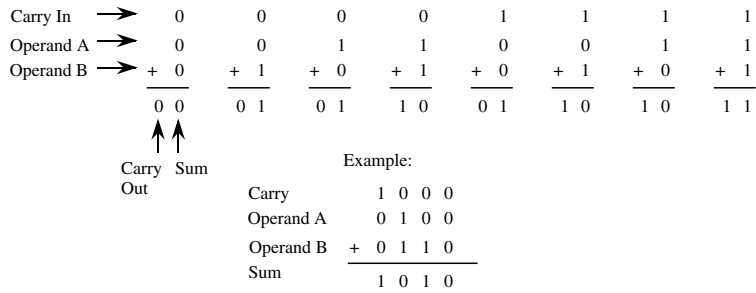 Carry In 0 0 0 0 1 1 1 1
Operand A 0 0 1 1 0 0 1 1
Operand B + 0 + 1 + 0 + 1 + 0 + 1 + 0 + 1
0 0 0 1 0 1 1 0 0 1 1 0 1 0 1 1
Carry Out
Sum
Example:
Carry 1 0 0 0
Operand A 0 1 0 0
Operand B + 0 1 1 0
Sum 1 0 1 0